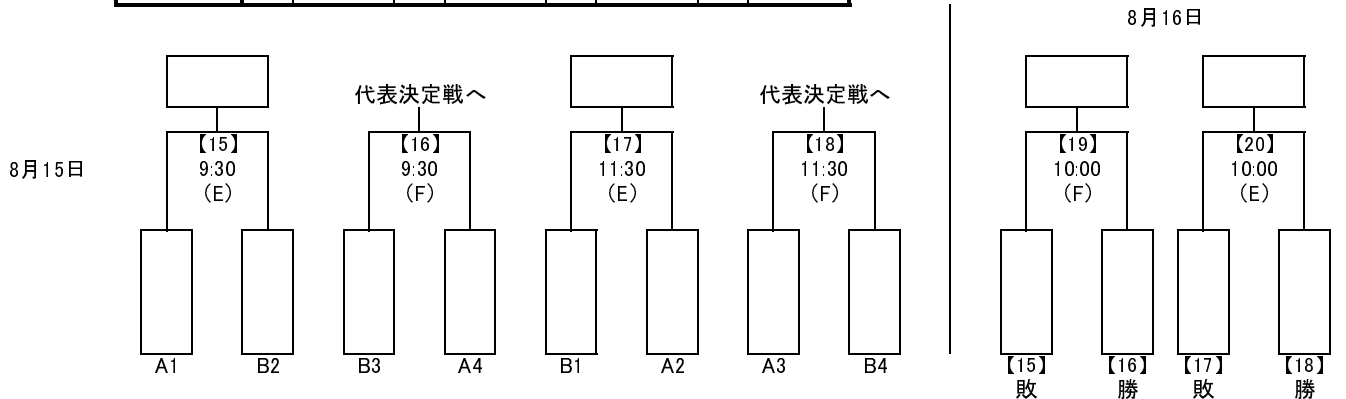 8月16日
代表決定戦へ
代表決定戦へ
8月15日
【15】
9:30
（E）
【16】
9:30
（F）
【17】
11:30
（E）
【18】
11:30
（F）
【19】
10:00
（F）
【20】
10:00
（E）
A1
B2
B3
A4
B1
A2
A3
B4
【15】
敗
【16】
勝
【17】
敗
【18】
勝